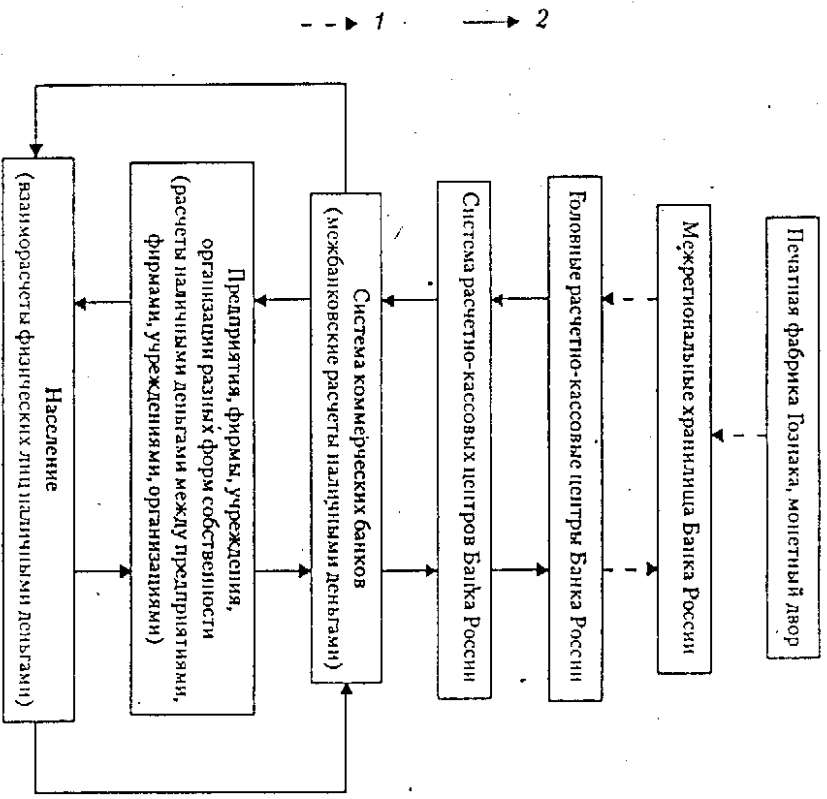 Печатная фабрика Гознака, монетный двор
Межрегиональные хранилища Банка России
Головные расчетно-кассовые центры Банка России
Система расчетно-кассовых центров Банка России
Система коммерческих банков
(межбанковские расчеты наличными деньгами)
Предприятия, фирмы, учреждения,
организации разных форм собственности
(расчеты наличными деньгами между предприятиями,
фирмами, учреждениями, организациями)
Население
(взаиморасчеты физических лиц наличными деньгами)
1
2